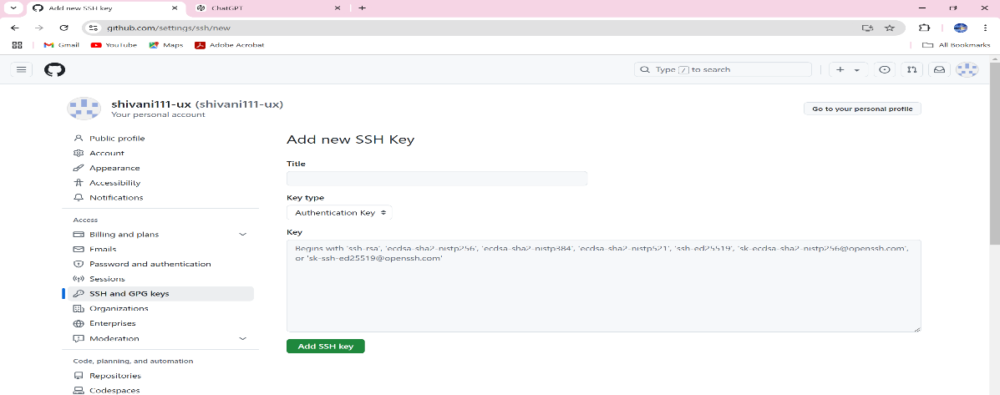 Add new SSH key
ChatGPT
github.com/settings/ssh/new
Gmail
YouTube
Maps
Adobe Acrobat
All Bookmarks
Type / to search
shivani111-ux (shivani111-ux)
Your personal account
Go to your personal profile
Public profile
Account
Appearance
Accessibility
Notifications
Access
Billing and plans
Emails
Password and authentication
Sessions
SSH and GPG keys
Organizations
Enterprises
Moderation
Code, planning, and automation
Repositories
Codespaces
Add new SSH Key
Title
Key type
Authentication Key
Key
Begins with 'ssh-rsa', 'ecdsa-sha2-nistp256', 'ecdsa-sha2-nistp384', 'ecdsa-sha2-nistp521', 'ssh-ed25519', 'sk-ecdsa-sha2-nistp256@openssh.com',
or 'sk-ssh-ed25519@openssh.com'
Add SSH key